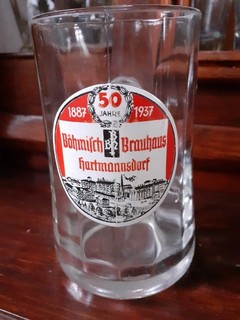 50
JAHRE
1887 1937
Böhmisch Brauhaus
Hartmannsdorf